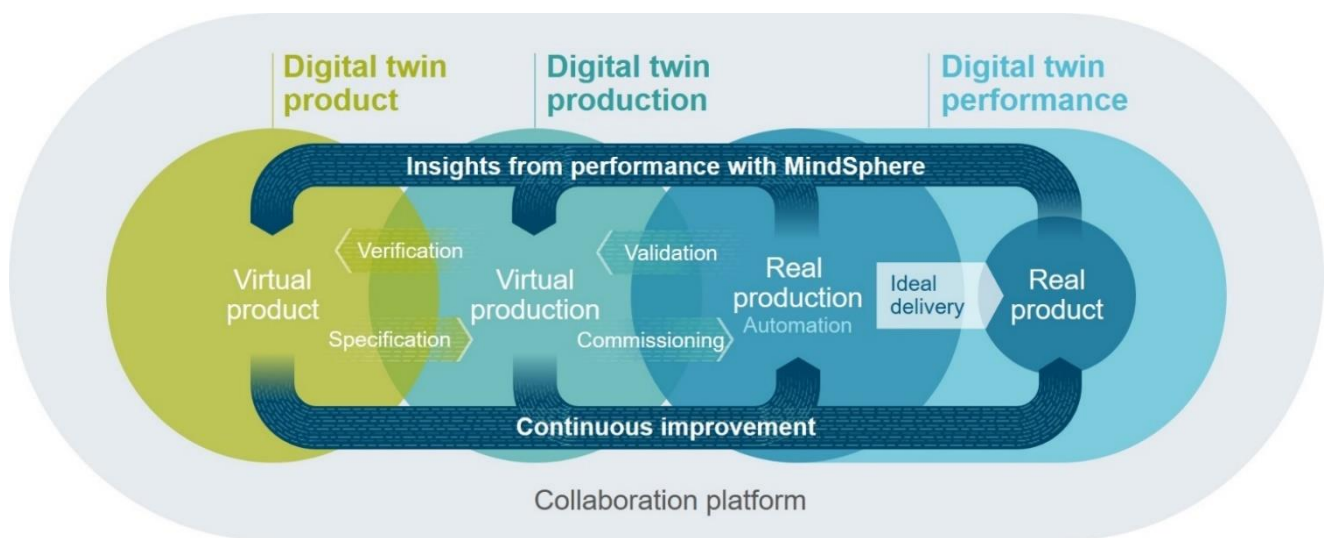 Digital twin
product
Digital twin
production
Digital twin
performance
Insights from performance with MindSphere
Verification
Validation
Virtual
product
Virtual
production
Real
production
Automation
Ideal
delivery
Real
product
Specification
Commissioning
Continuous improvement
Collaboration platform